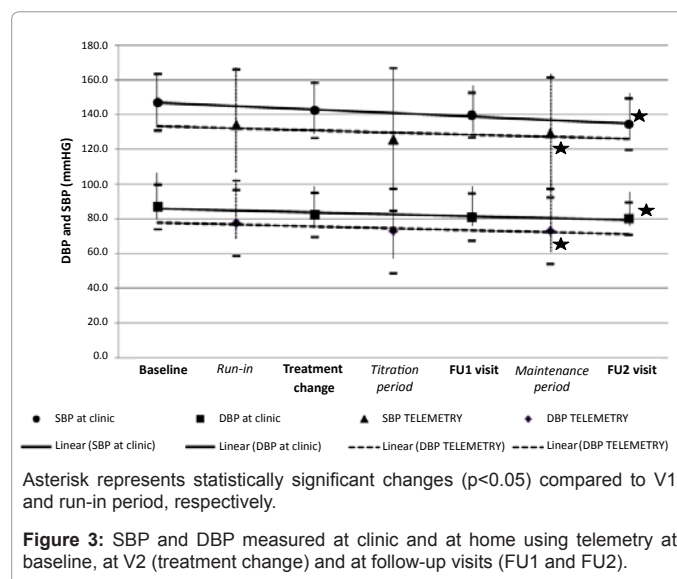 180.0
160.0
140.0
120.0
100.0
80.0
60.0
40.0
20.0
0.0
DBP and SBP (mmHG)
Baseline Run-in Treatment change Titration period FU1 visit Maintenance period FU2 visit
SBP at clinic DBP at clinic SBP TELEMETRY DBP TELEMETRY
Linear (SBP at clinic) Linear (DBP at clinic) Linear (DBP TELEMETRY) Linear (DBP TELEMETRY)
Asterisk represents statistically significant changes (p<0.05) compared to V1
and run-in period, respectively.
Figure 3: SBP and DBP measured at clinic and at home using telemetry at
baseline, at V2 (treatment change) and at follow-up visits (FU1 and FU2).